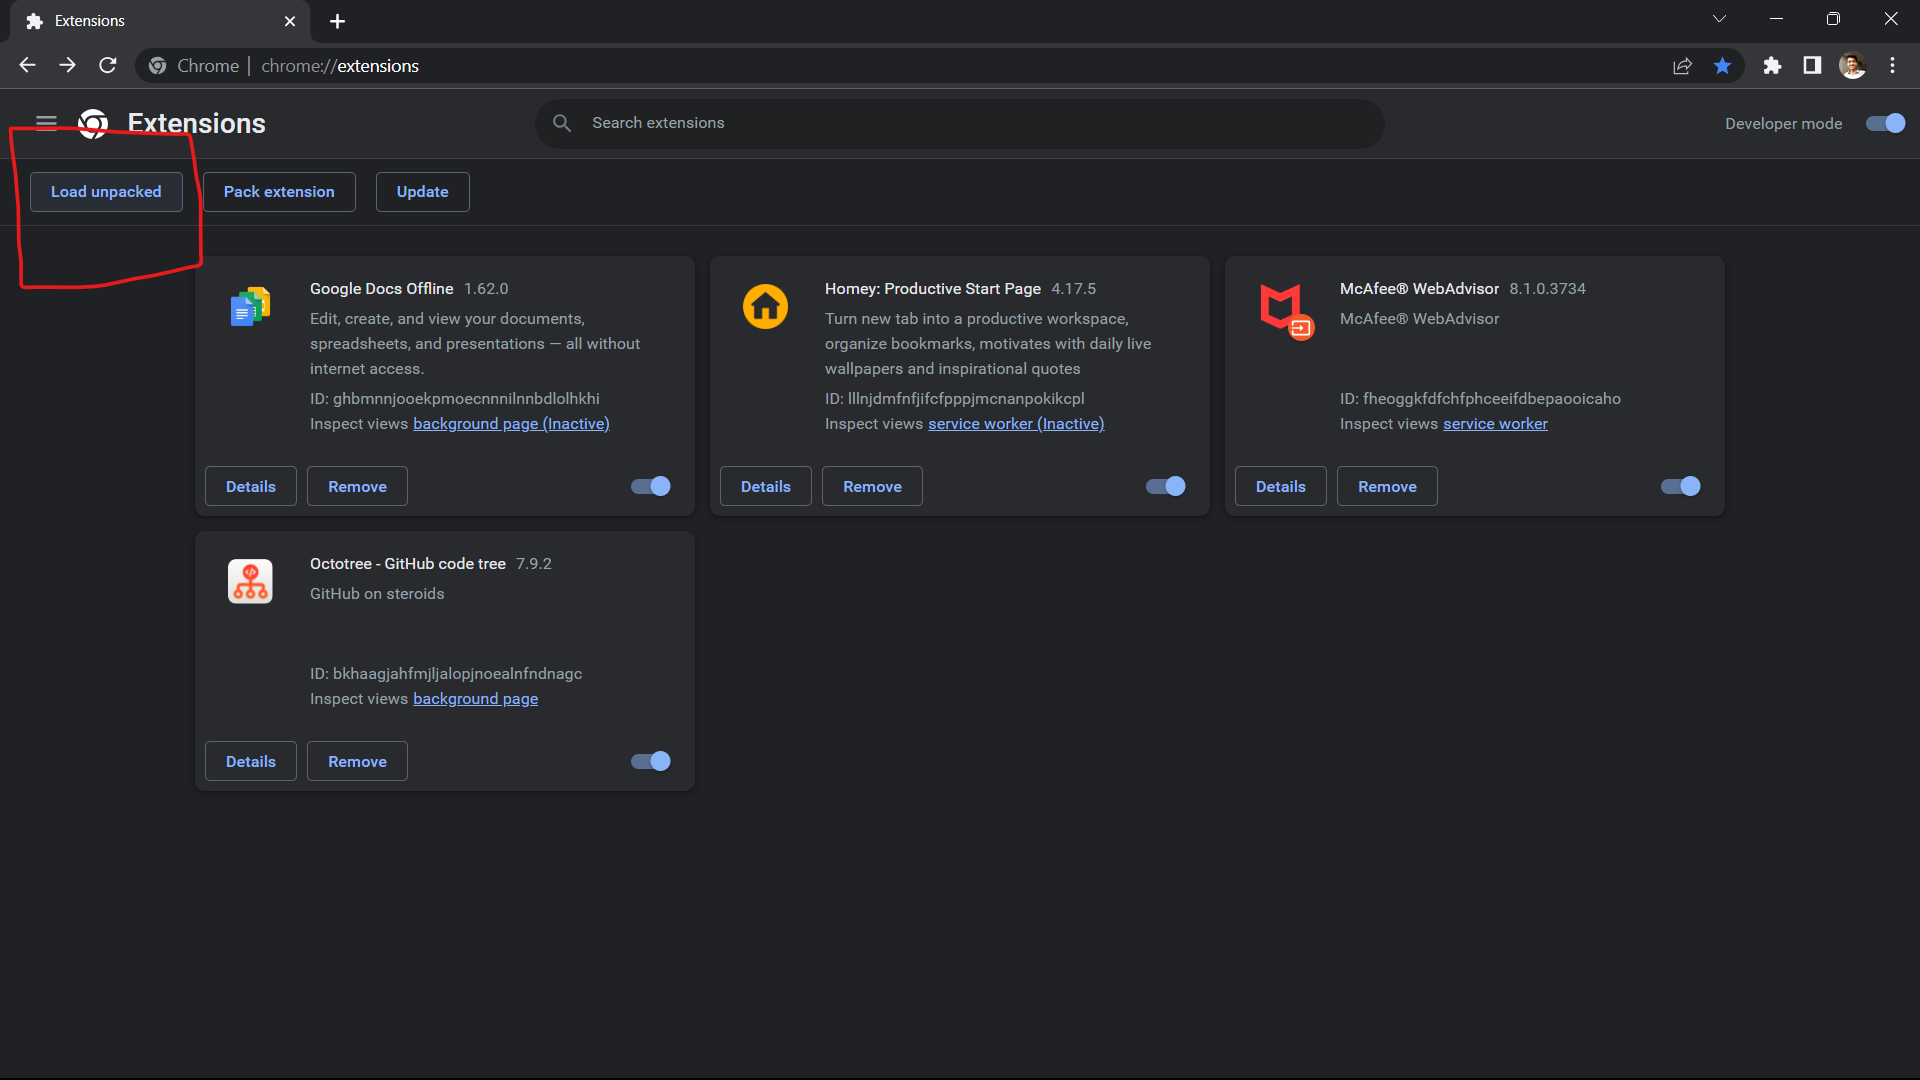 Extensions
Chrome | chrome://extensions
Extensions
Search extensions
Developer mode
Load unpacked
Pack extension
Update
Google Docs Offline 1.62.0
Edit, create, and view your documents,
spreadsheets, and presentations — all without
internet access.
ID: ghbmnnjooekpmoecnnnilnnbdlolhkhi
Inspect views background page (Inactive)
Details
Remove
Homey: Productive Start Page 4.17.5
Turn new tab into a productive workspace,
organize bookmarks, motivates with daily live
wallpapers and inspirational quotes
ID: lllnjdmfnfjifcfpppjmcnanpokikcpl
Inspect views service worker (Inactive)
Details
Remove
McAfee® WebAdvisor 8.1.0.3734
McAfee® WebAdvisor
ID: fheoggkfdfchfphceeifdbepaooicaho
Inspect views service worker
Details
Remove
Octotree - GitHub code tree 7.9.2
GitHub on steroids
ID: bkhaagjahfmjljalopjnoealnfndnagc
Inspect views background page
Details
Remove